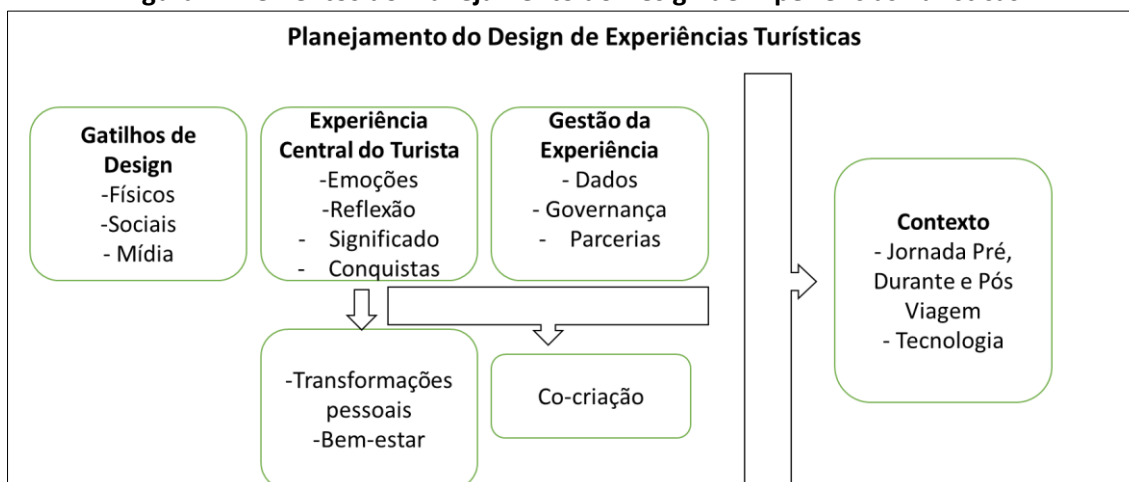 Planejamento do Design de Experiências Turísticas
Gatilhos de
Design
-Físicos
-Sociais
- Mídia
Experiência
Central do Turista
-Emoções
-Reflexão
- Significado
- Conquistas
Gestão da
Experiência
- Dados
- Governança
- Parcerias
Contexto
- Jornada Pré,
Durante e Pós
Viagem
- Tecnologia
-Transformações
pessoais
-Bem-estar
Co-criação